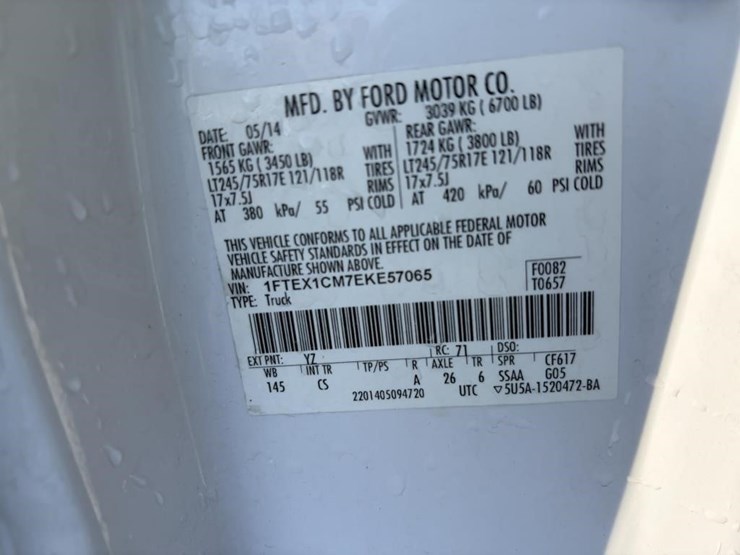 MFD. BY FORD MOTOR CO.
DATE: 05/14 GVWR: 3039 KG ( 6700 LB)
FRONT GAWR: REAR GAWR:
1565 KG ( 3450 LB) WITH 1724 KG ( 3800 LB) WITH
LT245/75R17E 121/118R TIRES LT245/75R17E 121/118R TIRES
17x7.5J RIMS 17x7.5J RIMS
AT 380 kPa/ 55 PSI COLD AT 420 kPa/ 60 PSI COLD
THIS VEHICLE CONFORMS TO ALL APPLICABLE FEDERAL MOTOR
VEHICLE SAFETY STANDARDS IN EFFECT ON THE DATE OF
MANUFACTURE SHOWN ABOVE.
VIN: 1FTEX1CM7EKE57065 F0082
TYPE: Truck T0657
EXT PNT: YZ RC: 71 DSO:
WB INT TR TP/PS R AXLE TR SPR CF617
145 CS A 26 6 SSAA G05
2201405094720 UTC ▽5U5A-1520472-BA